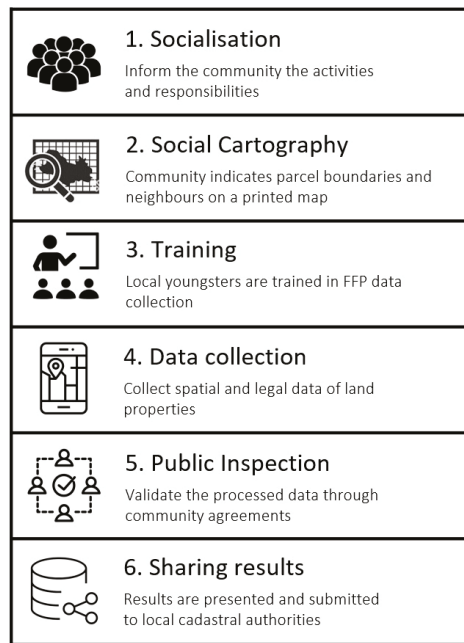 1. Socialisation
Inform the community the activities
and responsibilities
2. Social Cartography
Community indicates parcel boundaries and
neighbours on a printed map
3. Training
Local youngsters are trained in FFP data
collection
4. Data collection
Collect spatial and legal data of land
properties
5. Public Inspection
Validate the processed data through
community agreements
6. Sharing results
Results are presented and submitted
to local cadastral authorities